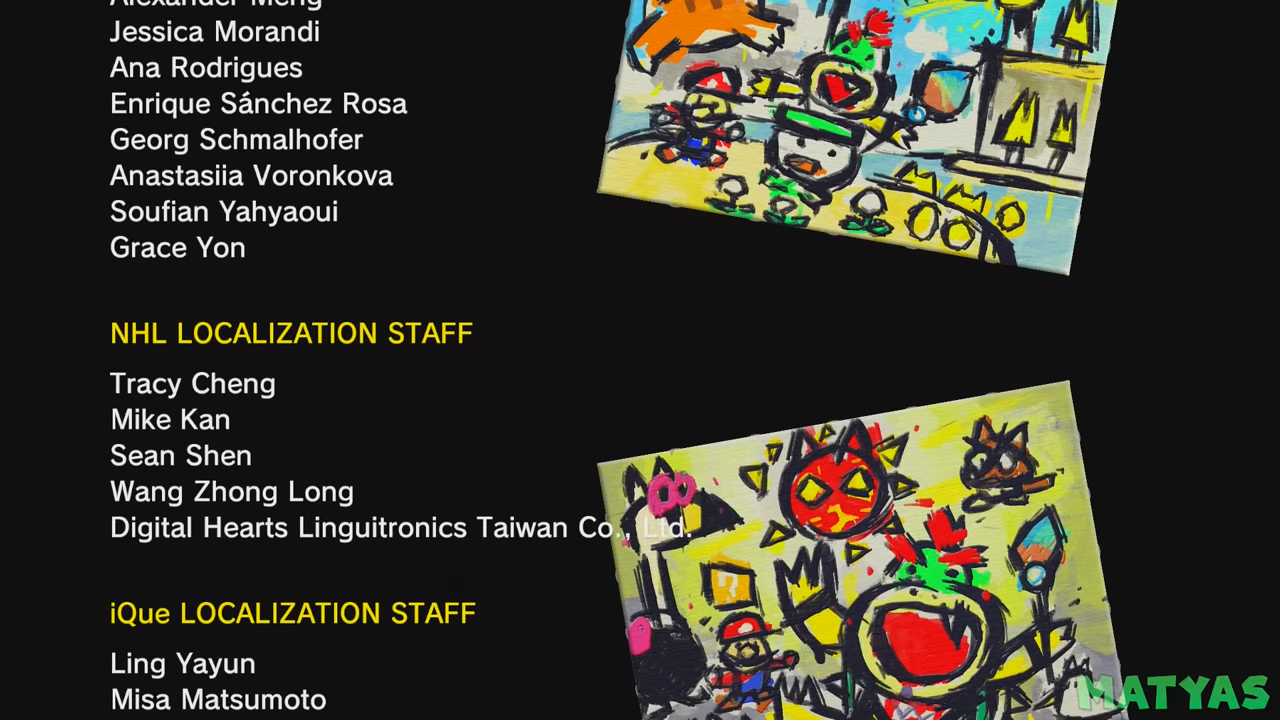 Alexander Meng
Jessica Morandi
Ana Rodrigues
Enrique Sánchez Rosa
Georg Schmalhofer
Anastasiia Voronkova
Soufian Yahyaoui
Grace Yon
NHL LOCALIZATION STAFF
Tracy Cheng
Mike Kan
Sean Shen
Wang Zhong Long
Digital Hearts Linguitronics Taiwan Co., Ltd.
iQue LOCALIZATION STAFF
Ling Yayun
Misa Matsumoto
?
MATYAS